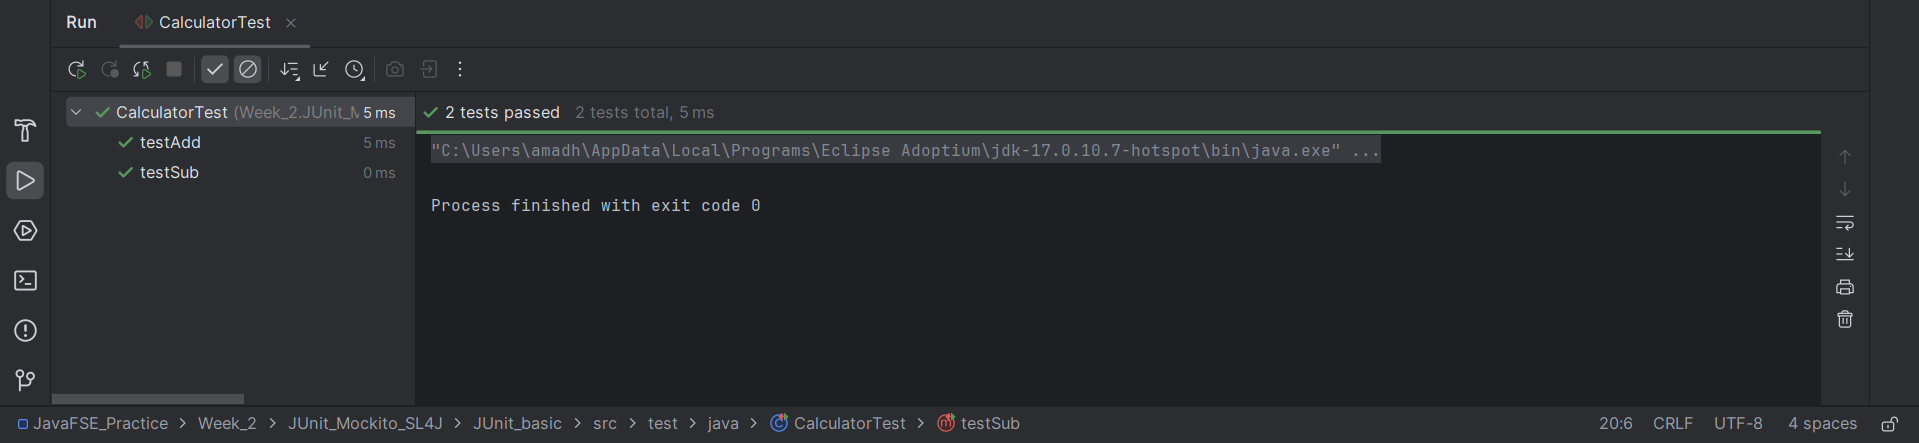 Run CalculatorTest
CalculatorTest (Week_2.JUnit_M 5 ms
testAdd 5 ms
testSub 0 ms
2 tests passed 2 tests total, 5 ms
"C:\Users\amadh\AppData\Local\Programs\Eclipse Adoptium\jdk-17.0.10.7-hotspot\bin\java.exe" ...
Process finished with exit code 0
JavaFSE_Practice > Week_2 > JUnit_Mockito_SL4J > JUnit_basic > src > test > java > CalculatorTest > testSub 20:6 CRLF UTF-8 4 spaces